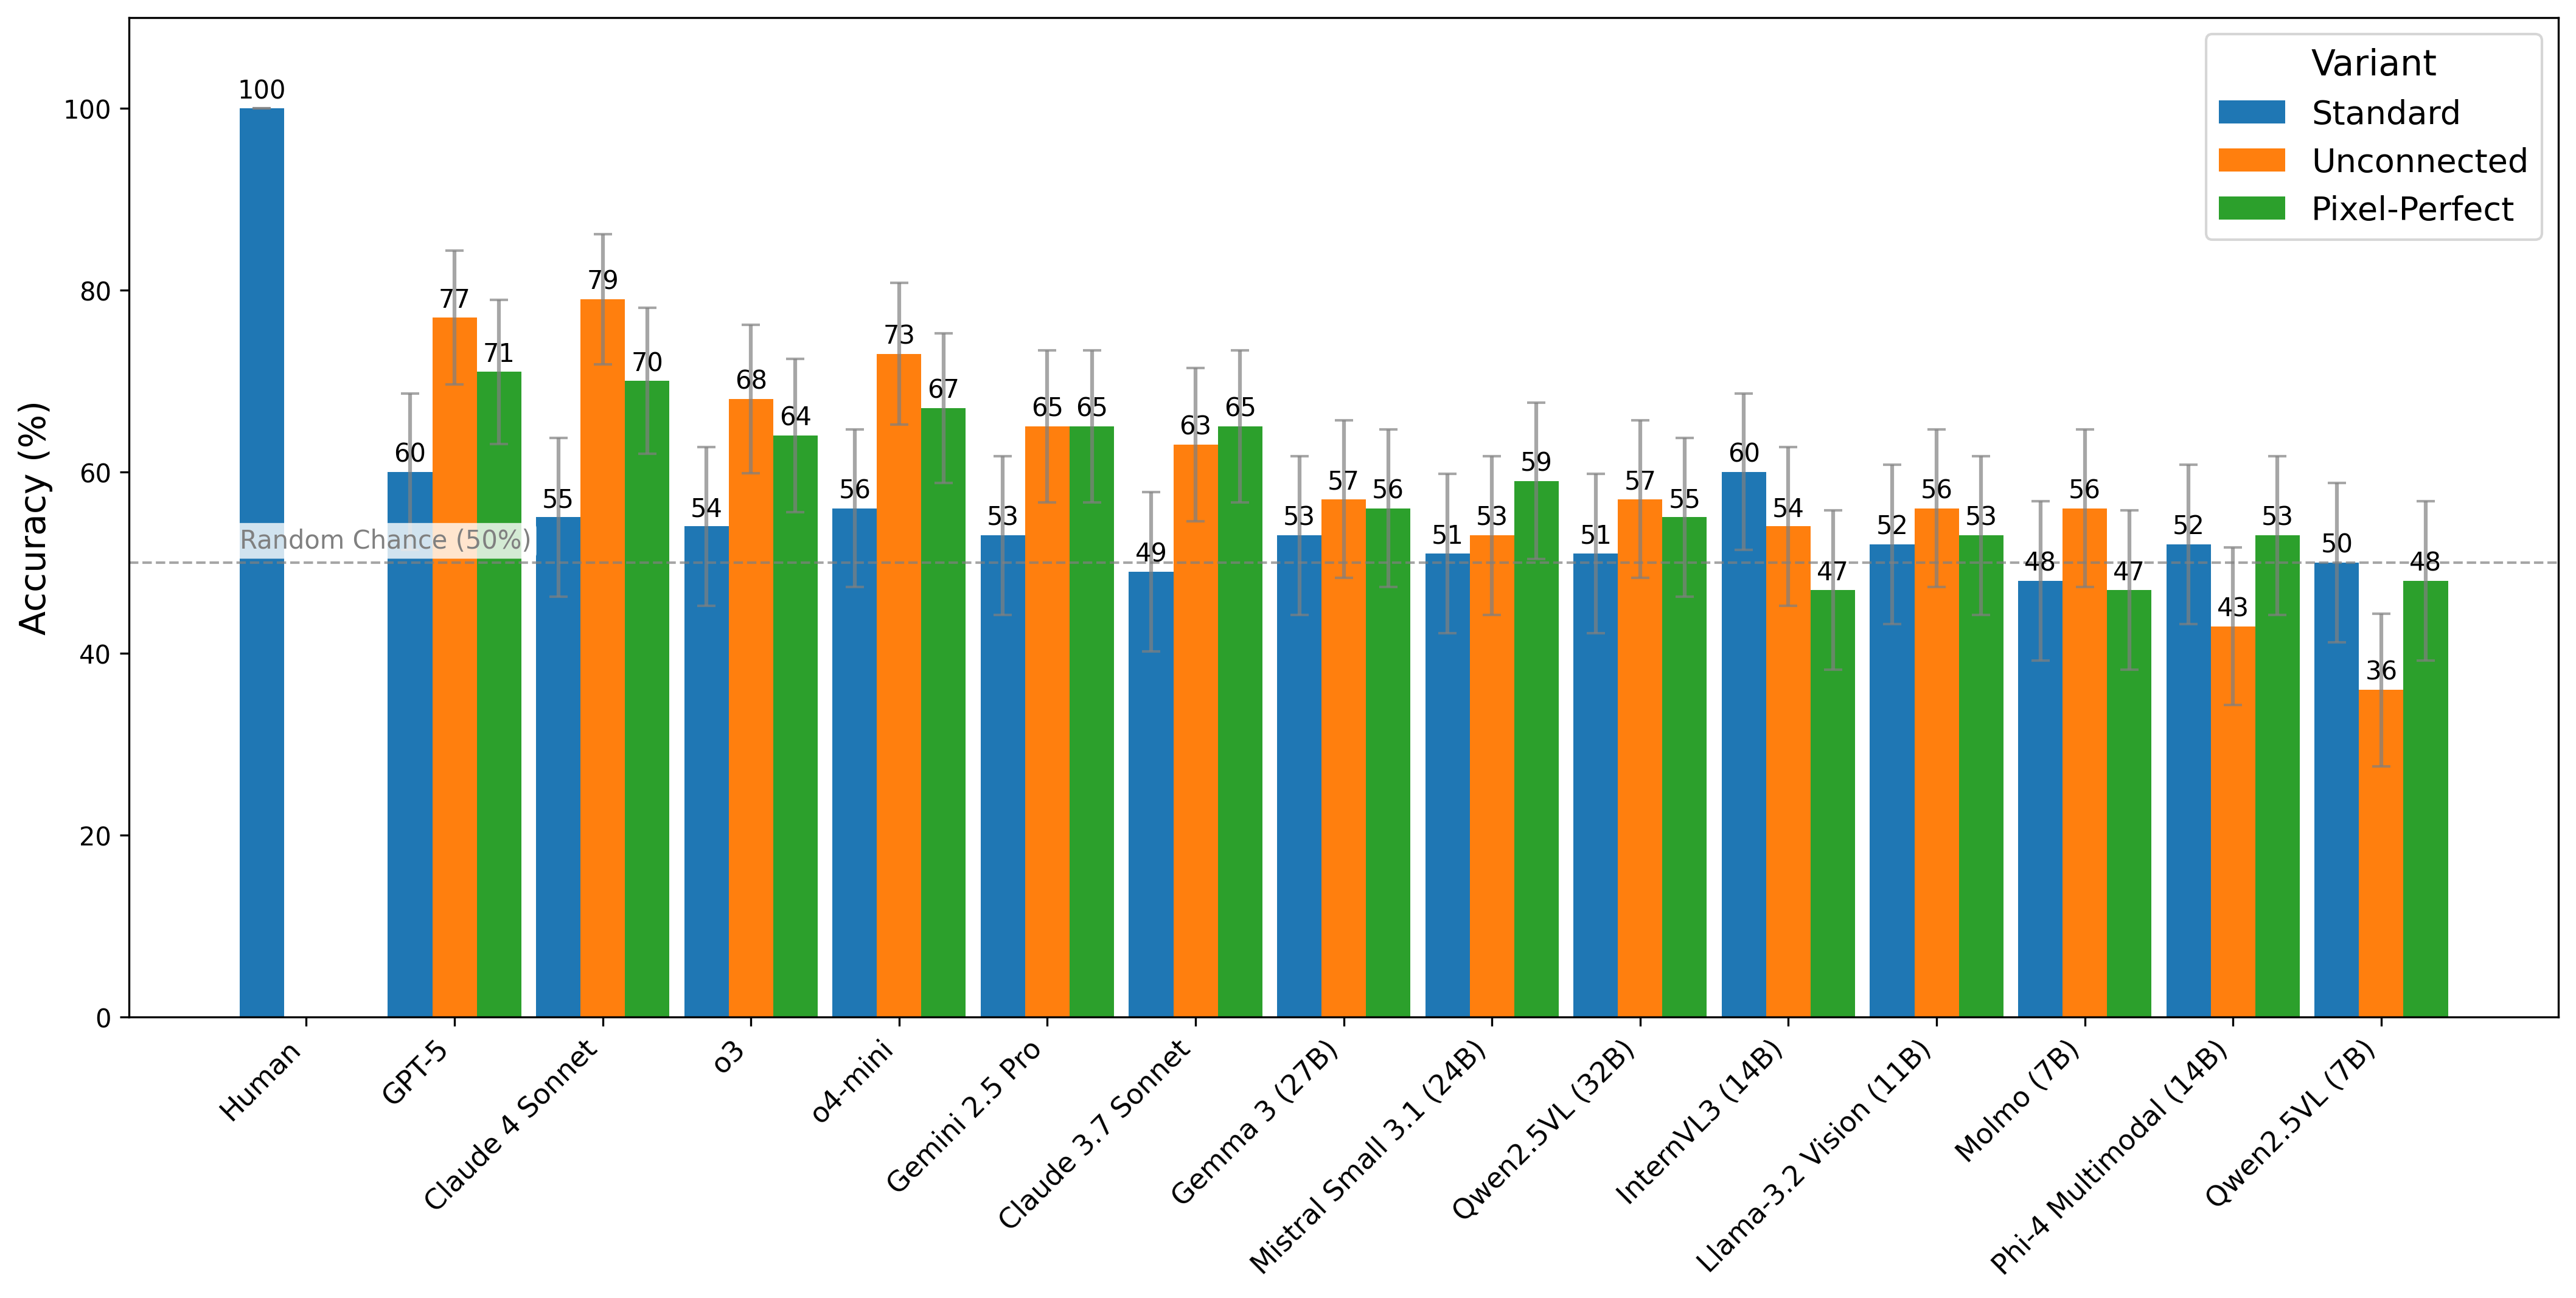 Accuracy (%)
100
80
60
40
20
0
Variant
Standard
Unconnected
Pixel-Perfect
Random Chance (50%)
100
60 77 71
55 79 70
54 68 64
56 73 67
53 65 65
49 63 65
53 57 56
51 53 59
51 57 55
60 54 47
52 56 53
48 56 47
52 43 53
50 36 48
Human
GPT-5
Claude 4 Sonnet
o3
o4-mini
Gemini 2.5 Pro
Claude 3.7 Sonnet
Gemma 3 (27B)
Mistral Small 3.1 (24B)
Qwen2.5VL (32B)
InternVL3 (14B)
Llama-3.2 Vision (11B)
Molmo (7B)
Phi-4 Multimodal (14B)
Qwen2.5VL (7B)